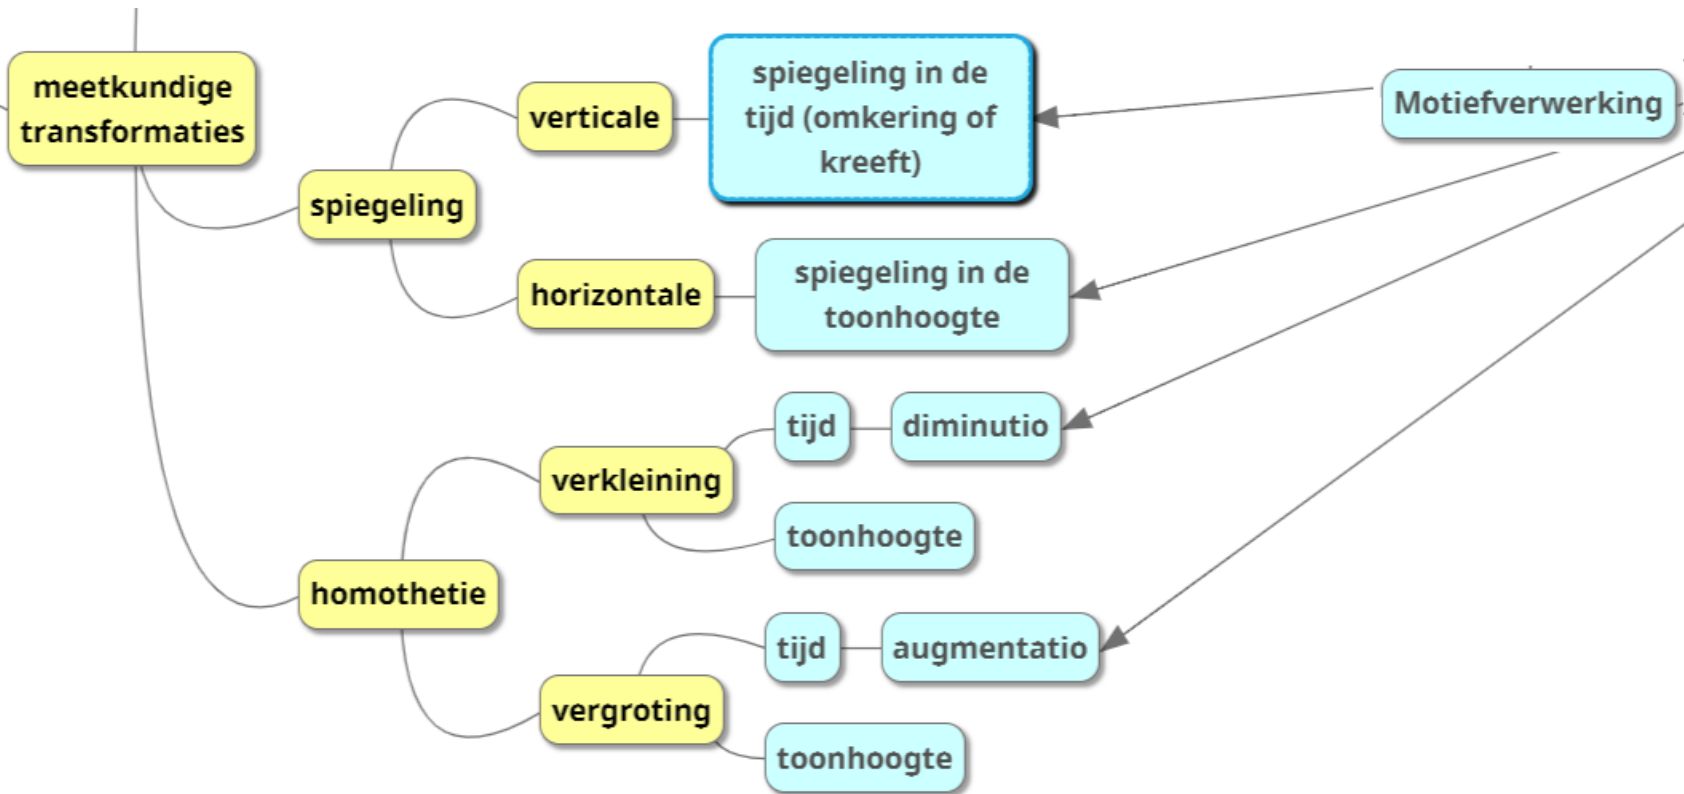 meetkundige
transformaties
spiegeling
verticale
spiegeling in de
tijd (omkering of
kreeft)
Motiefverwerking
horizontale
spiegeling in de
toonhoogte
homothetie
verkleining
tijd
diminutio
toonhoogte
vergroting
tijd
augmentatio
toonhoogte